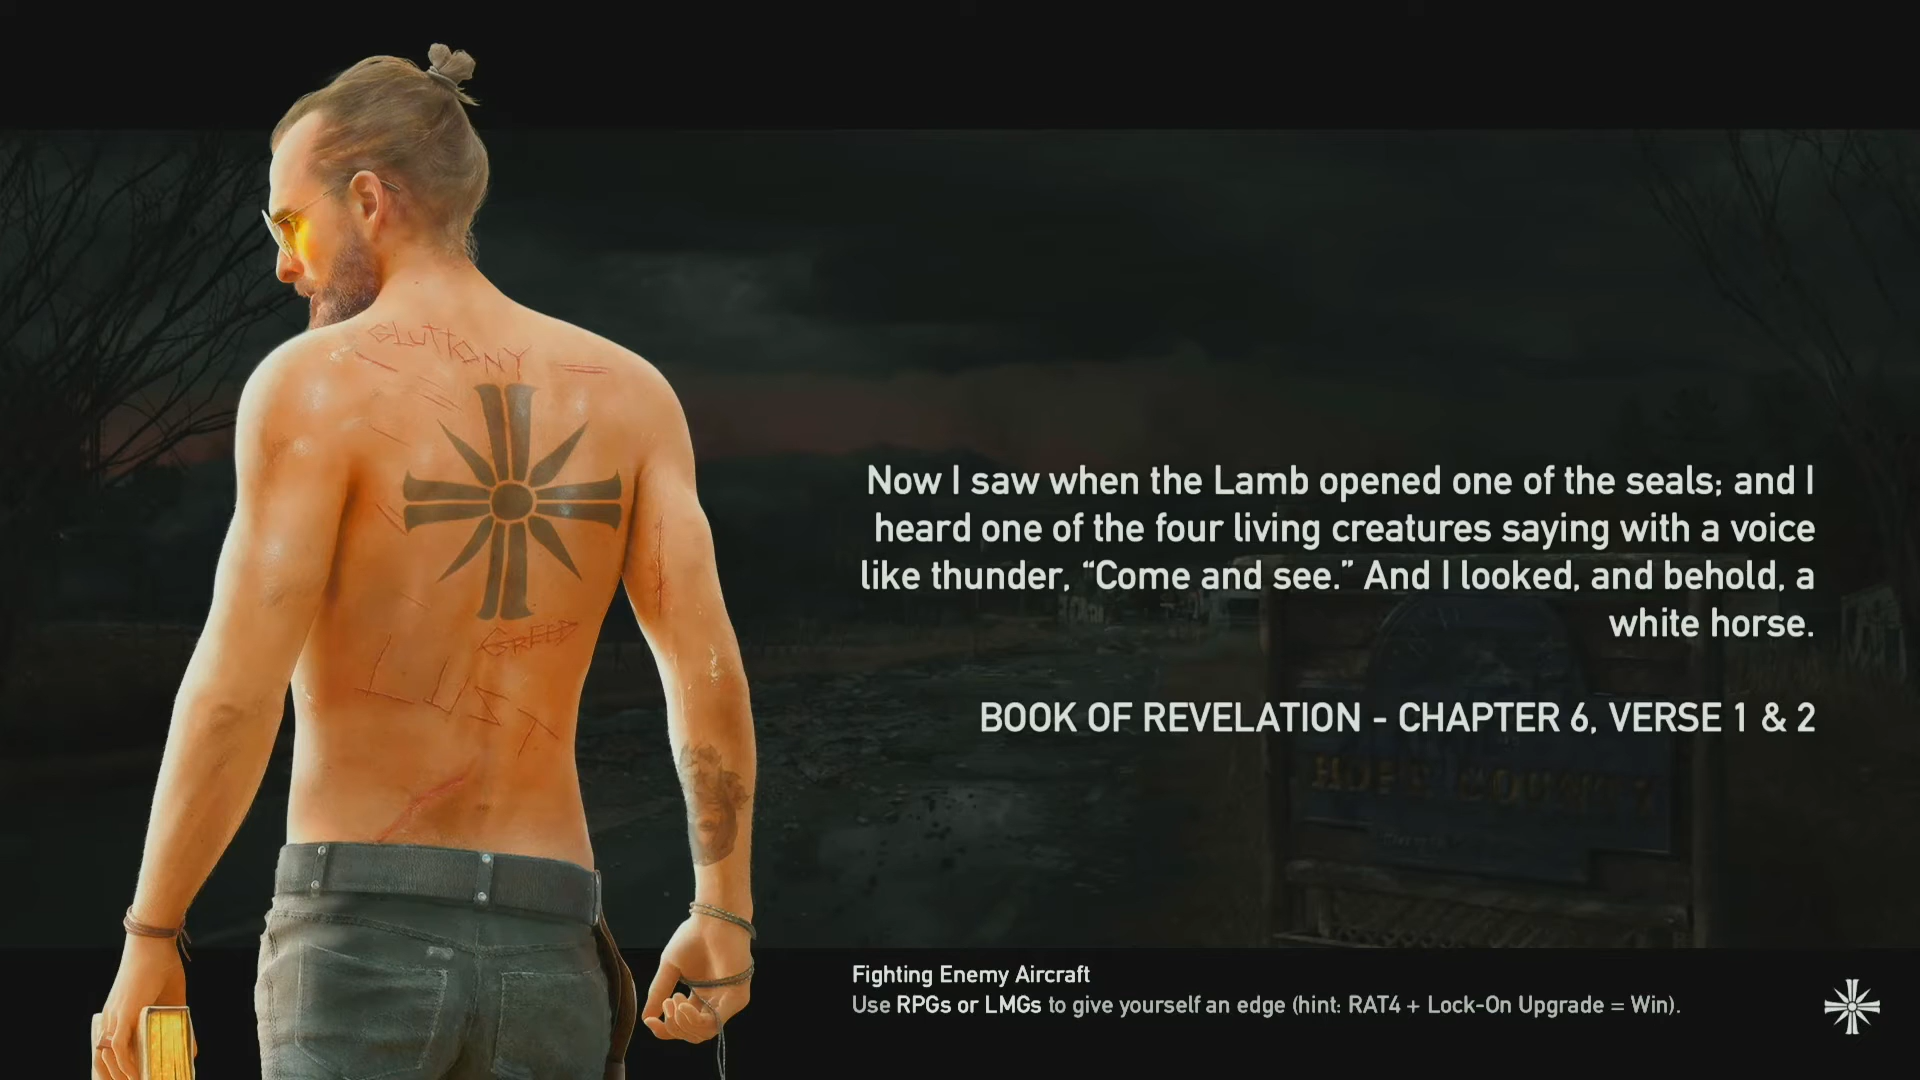 GLUTTONY
GREED
LUST
Now I saw when the Lamb opened one of the seals; and I
heard one of the four living creatures saying with a voice
like thunder, “Come and see.” And I looked, and behold, a
white horse.
BOOK OF REVELATION - CHAPTER 6, VERSE 1 & 2
HOPE COUNTY
Fighting Enemy Aircraft
Use RPGs or LMGs to give yourself an edge (hint: RAT4 + Lock-On Upgrade = Win).